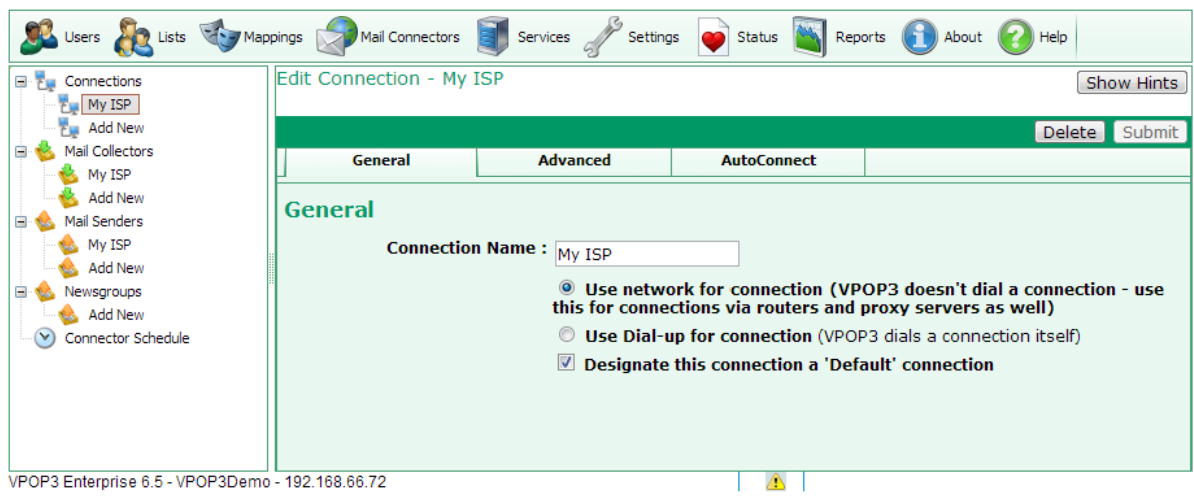 Users Lists Mappings Mail Connectors Services Settings Status Reports About Help
Connections
My ISP
Add New
Mail Collectors
My ISP
Add New
Mail Senders
My ISP
Add New
Newsgroups
Add New
Connector Schedule
Edit Connection - My ISP
Show Hints
Delete Submit
General Advanced AutoConnect
General
Connection Name : My ISP
Use network for connection (VPOP3 doesn't dial a connection - use
this for connections via routers and proxy servers as well)
Use Dial-up for connection (VPOP3 dials a connection itself)
Designate this connection a 'Default' connection
VPOP3 Enterprise 6.5 - VPOP3Demo - 192.168.66.72